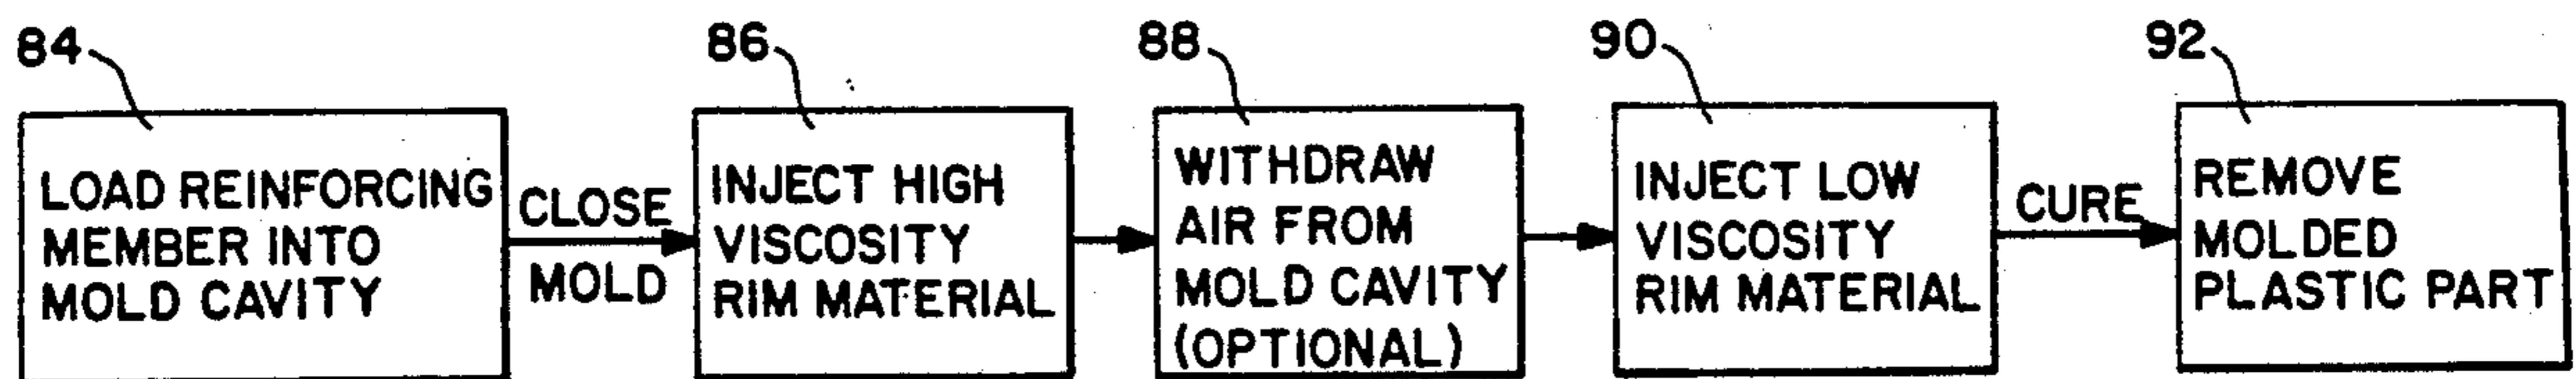 84
LOAD REINFORCING
MEMBER INTO
MOLD CAVITY
CLOSE
MOLD
86
INJECT HIGH
VISCOSITY
RIM MATERIAL
88
WITHDRAW
AIR FROM
MOLD CAVITY
(OPTIONAL)
90
INJECT LOW
VISCOSITY
RIM MATERIAL
CURE
92
REMOVE
MOLDED
PLASTIC PART